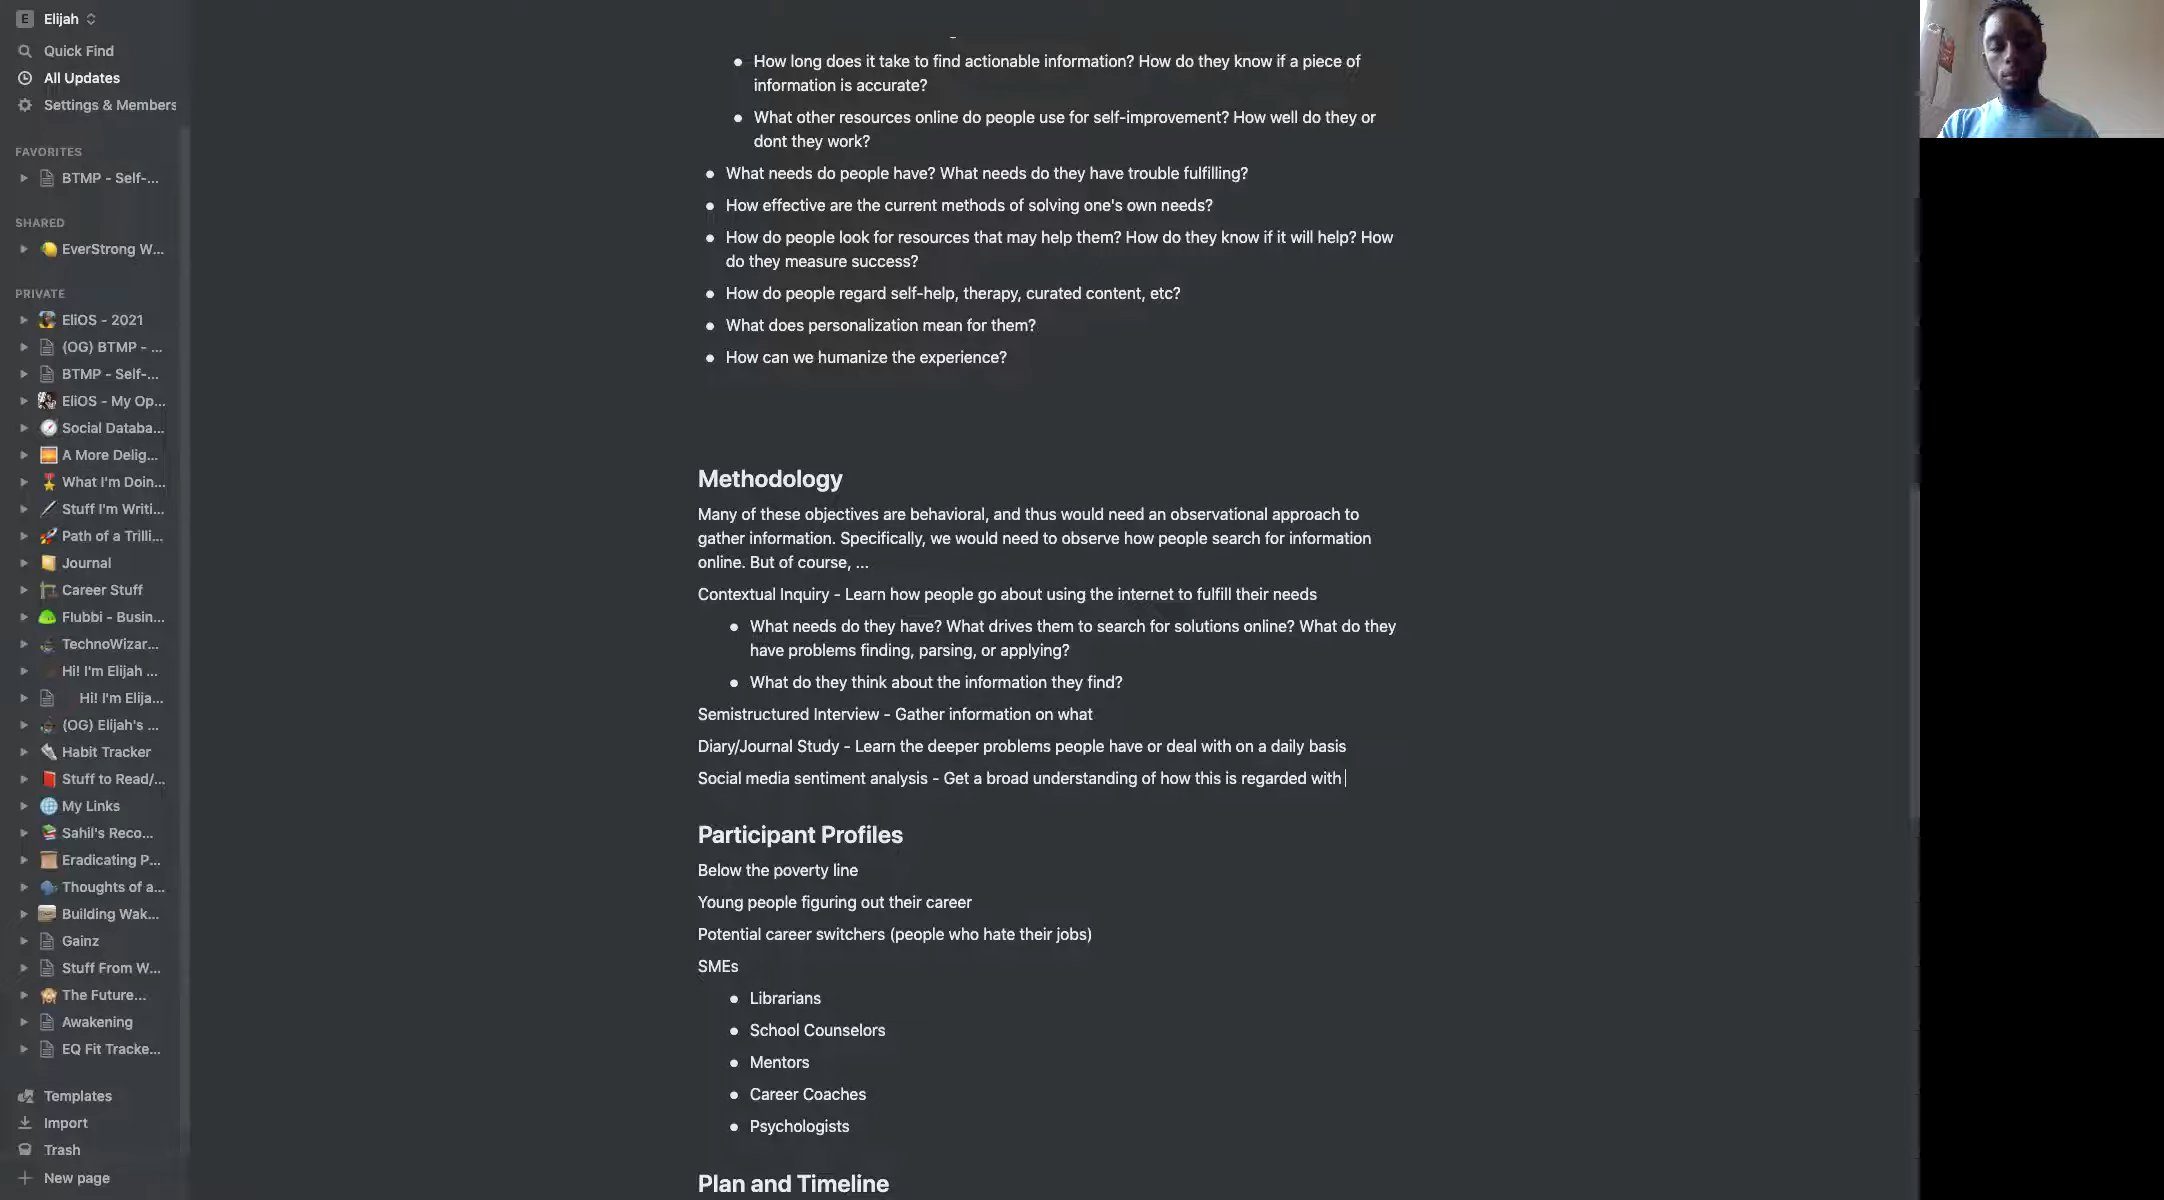 E Elijah
Quick Find
All Updates
Settings & Members
FAVORITES
BTMP - Self-...
SHARED
EverStrong W...
PRIVATE
EliOS - 2021
(OG) BTMP - ...
BTMP - Self-...
EliOS - My Op...
Social Databa...
A More Delig...
What I'm Doin...
Stuff I'm Writi...
Path of a Trilli...
Journal
Career Stuff
Flubbi - Busin...
TechnoWizar...
Hi! I'm Elijah ...
Hi! I'm Elija...
(OG) Elijah's ...
Habit Tracker
Stuff to Read/...
My Links
Sahil's Reco...
Eradicating P...
Thoughts of a...
Building Wak...
Gainz
Stuff From W...
The Future...
Awakening
EQ Fit Tracke...
Templates
Import
Trash
New page
How long does it take to find actionable information? How do they know if a piece of
information is accurate?
What other resources online do people use for self-improvement? How well do they or
dont they work?
What needs do people have? What needs do they have trouble fulfilling?
How effective are the current methods of solving one's own needs?
How do people look for resources that may help them? How do they know if it will help? How
do they measure success?
How do people regard self-help, therapy, curated content, etc?
What does personalization mean for them?
How can we humanize the experience?
Methodology
Many of these objectives are behavioral, and thus would need an observational approach to
gather information. Specifically, we would need to observe how people search for information
online. But of course, ...
Contextual Inquiry - Learn how people go about using the internet to fulfill their needs
What needs do they have? What drives them to search for solutions online? What do they
have problems finding, parsing, or applying?
What do they think about the information they find?
Semistructured Interview - Gather information on what
Diary/Journal Study - Learn the deeper problems people have or deal with on a daily basis
Social media sentiment analysis - Get a broad understanding of how this is regarded with
Participant Profiles
Below the poverty line
Young people figuring out their career
Potential career switchers (people who hate their jobs)
SMEs
Librarians
School Counselors
Mentors
Career Coaches
Psychologists
Plan and Timeline